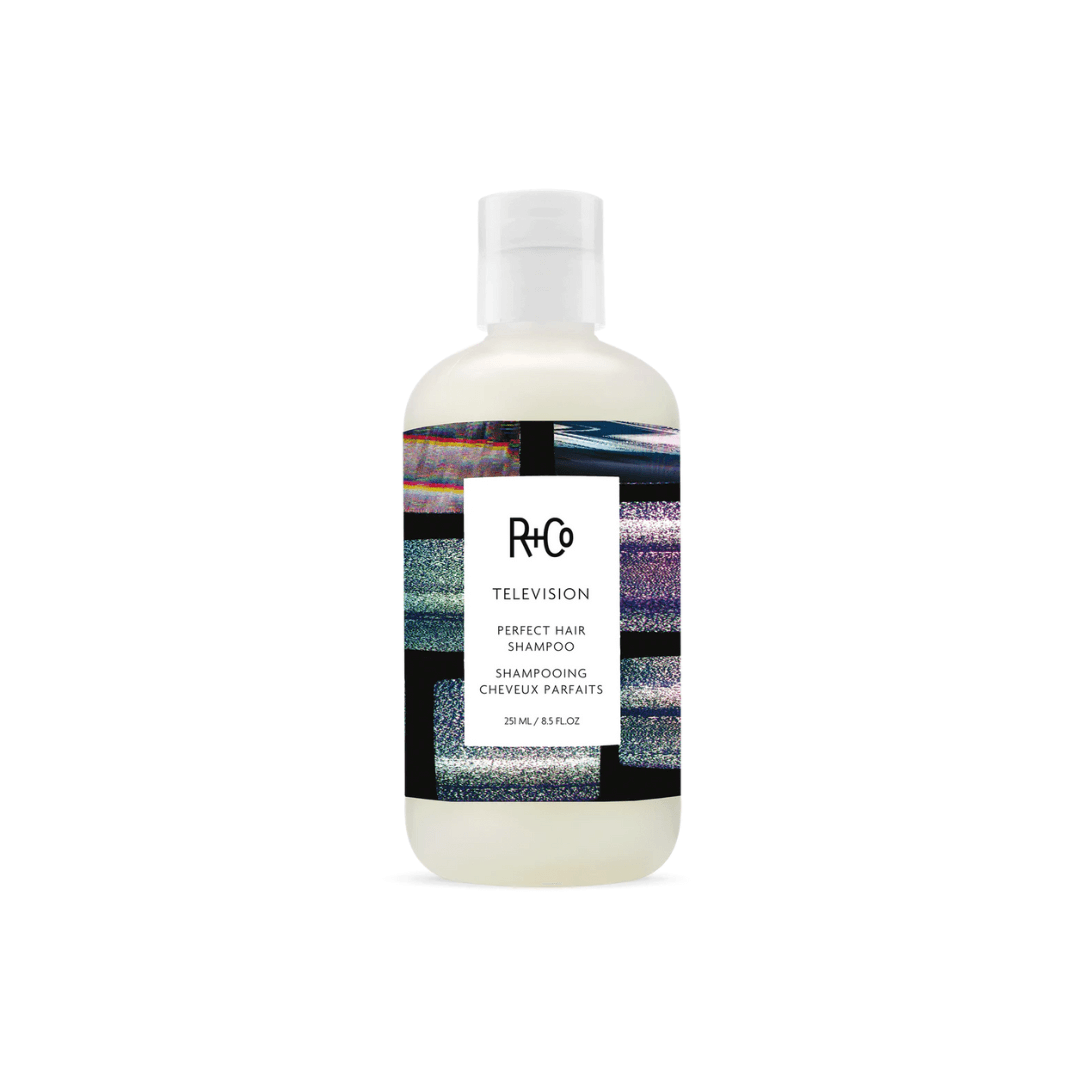 R+Co
TELEVISION
PERFECT HAIR
SHAMPOO
SHAMPOOING
CHEVEUX PARFAITS
251 ML / 8.5 FL.OZ